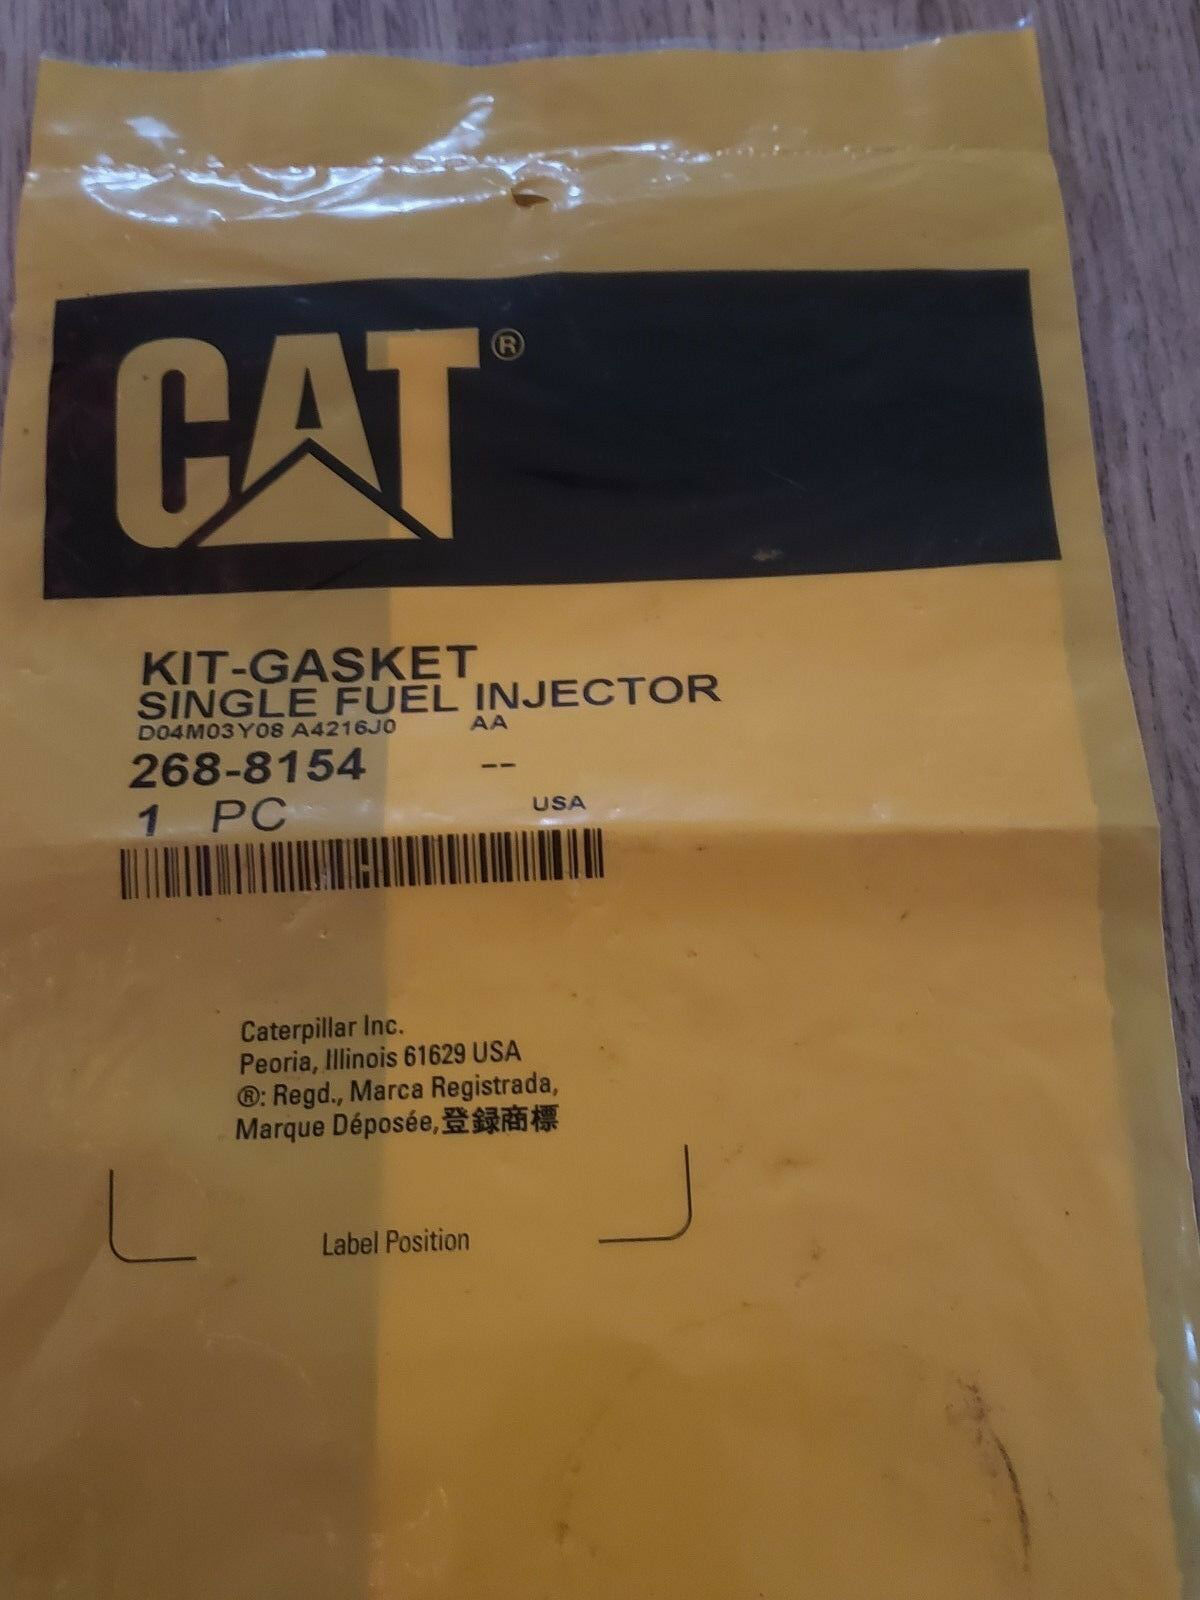 CAT®
KIT-GASKET
SINGLE FUEL INJECTOR
D04M03Y08 A4216J0 AA
268-8154 --
1 PC USA
Caterpillar Inc.
Peoria, Illinois 61629 USA
®: Regd., Marca Registrada,
Marque Déposée,登録商標
Label Position